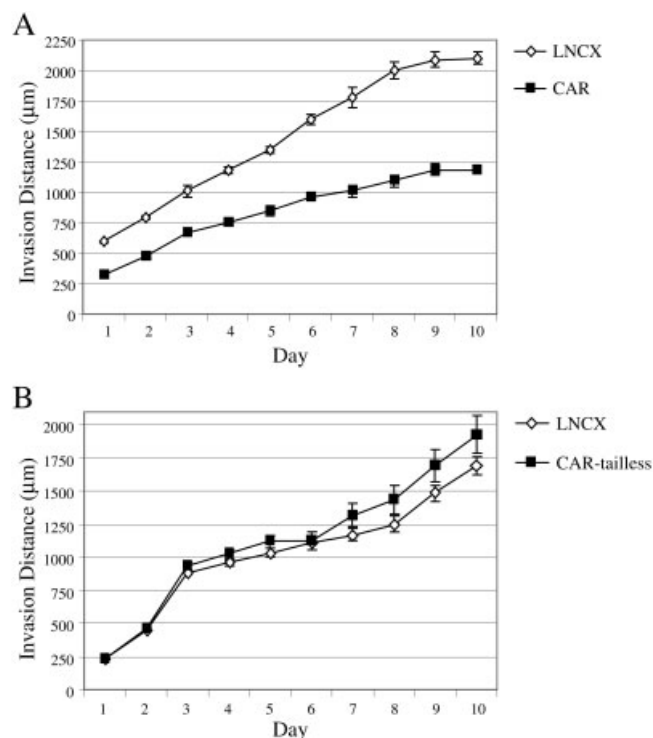 A
2250
2000
1750
1500
1250
1000
750
500
250
0
Invasion Distance (µm)
1 2 3 4 5 6 7 8 9 10
Day
LNCX
CAR
B
2000
1750
1500
1250
1000
750
500
250
0
Invasion Distance (µm)
1 2 3 4 5 6 7 8 9 10
Day
LNCX
CAR-tailless